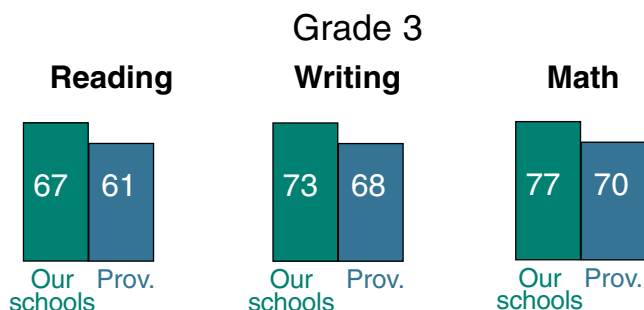 Grade 3
Reading Writing Math
67 61 73 68 77 70
Our Prov. Our Prov. Our Prov.
schools schools schools